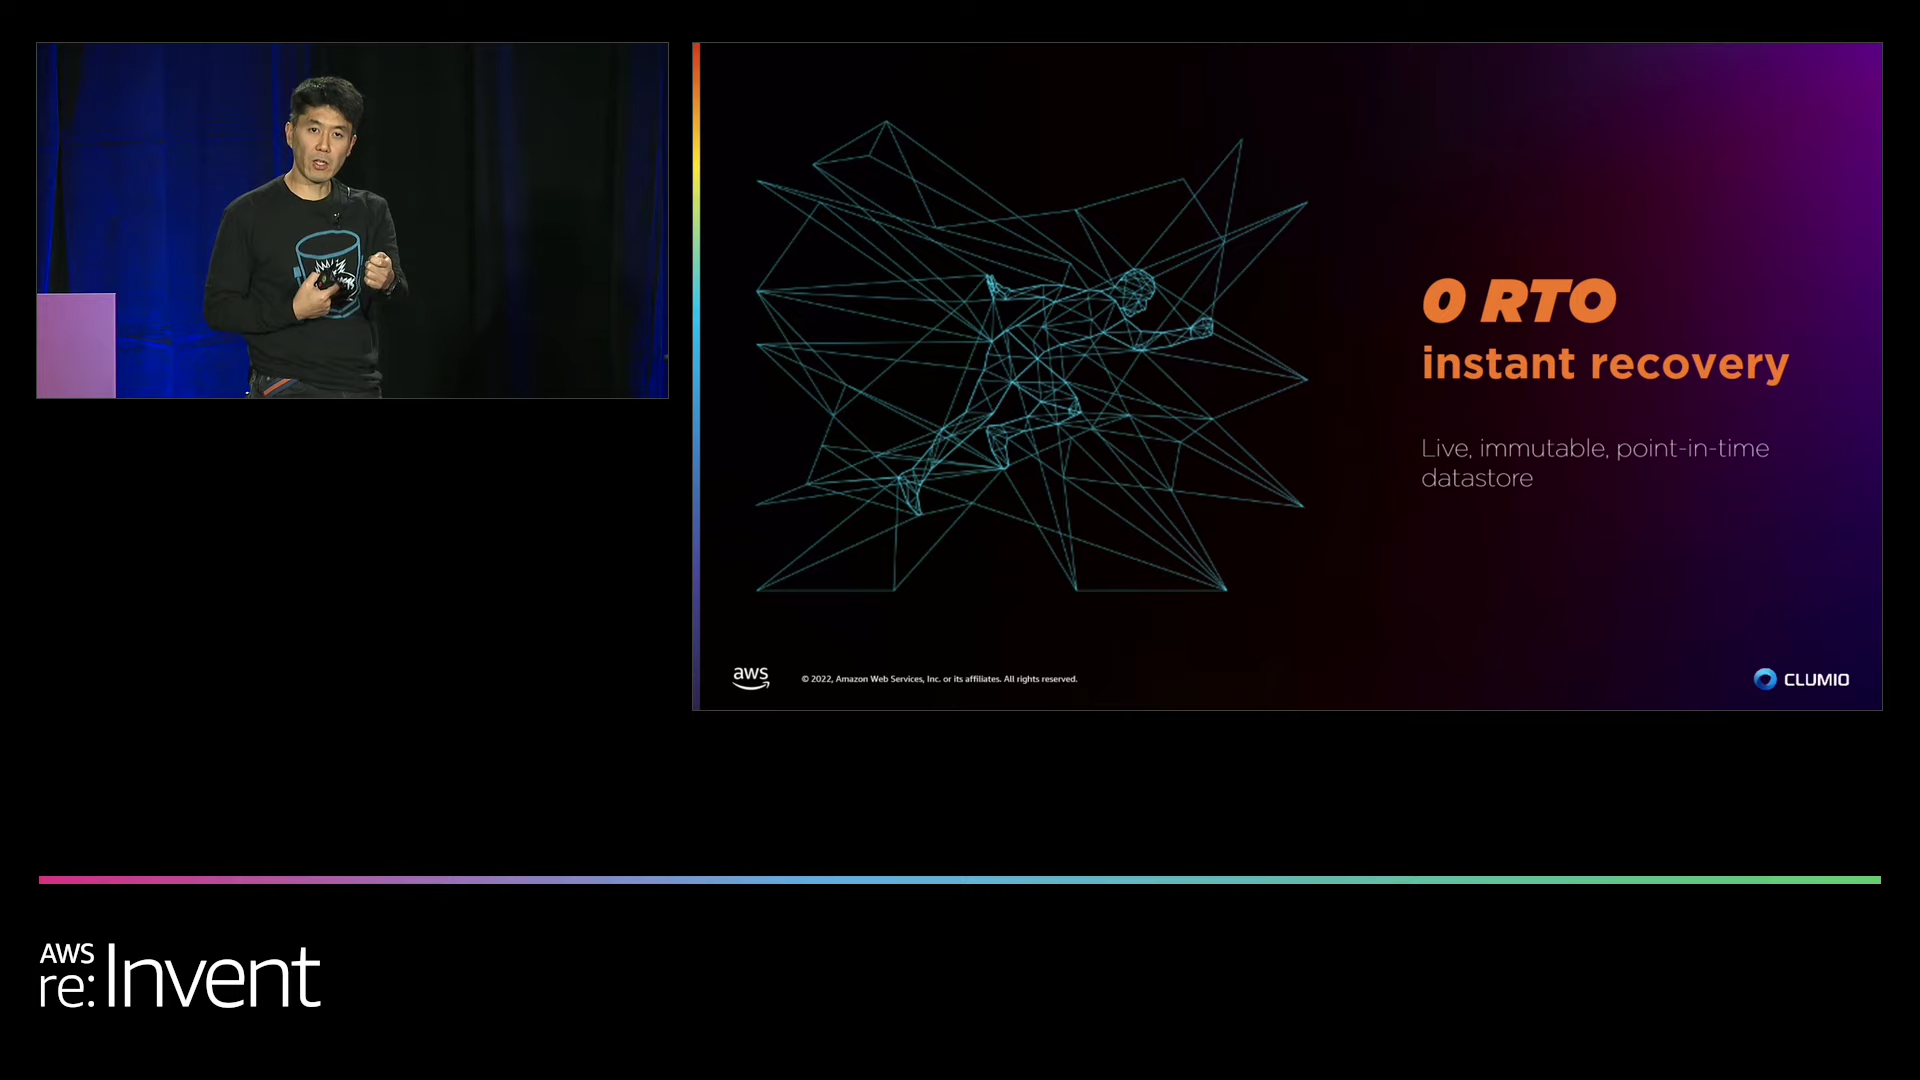 0 RTO
instant recovery
Live, immutable, point-in-time
datastore
aws
© 2022, Amazon Web Services, Inc. or its affiliates. All rights reserved.
CLUMIO
AWS
re:Invent